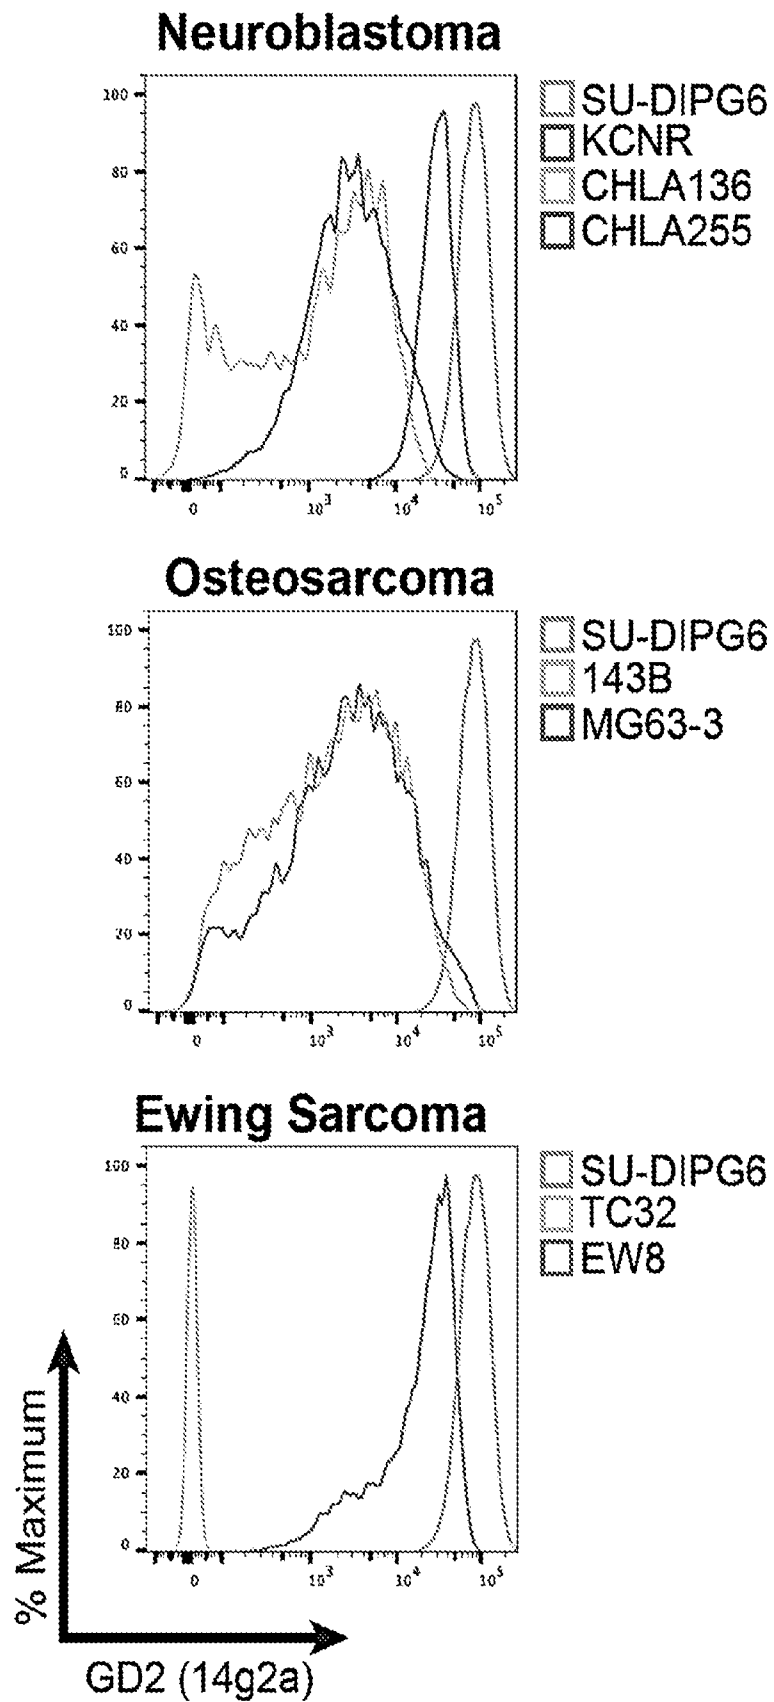 Neuroblastoma
SU-DIPG6
KCNR
CHLA136
CHLA255
100
80
60
40
20
0
0 10³ 10⁴ 10⁵
Osteosarcoma
SU-DIPG6
143B
MG63-3
100
80
60
40
20
0
0 10³ 10⁴ 10⁵
Ewing Sarcoma
SU-DIPG6
TC32
EW8
100
80
60
40
20
0
0 10³ 10⁴ 10⁵
% Maximum
GD2 (14g2a)